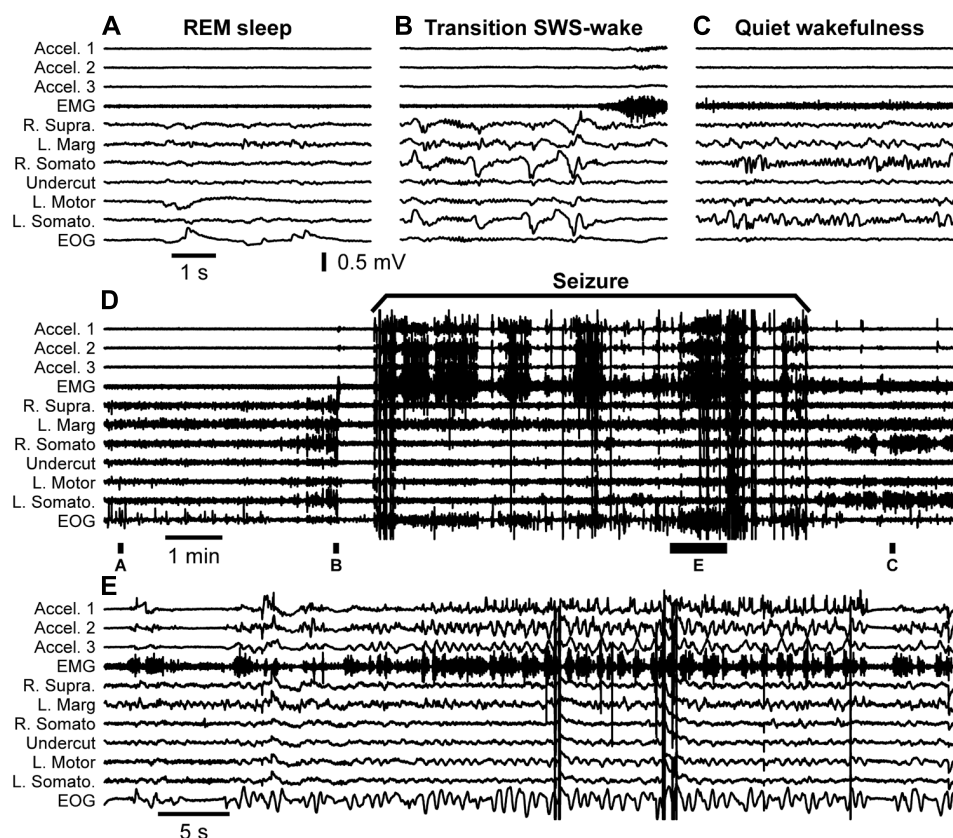 A REM sleep B Transition SWS-wake C Quiet wakefulness
Accel. 1
Accel. 2
Accel. 3
EMG
R. Supra.
L. Marg
R. Somato
Undercut
L. Motor
L. Somato.
EOG
1 s 0.5 mV
Seizure
D
Accel. 1
Accel. 2
Accel. 3
EMG
R. Supra.
L. Marg
R. Somato
Undercut
L. Motor
L. Somato.
EOG
1 min
A B E C
E
Accel. 1
Accel. 2
Accel. 3
EMG
R. Supra.
L. Marg
R. Somato
Undercut
L. Motor
L. Somato.
EOG
5 s